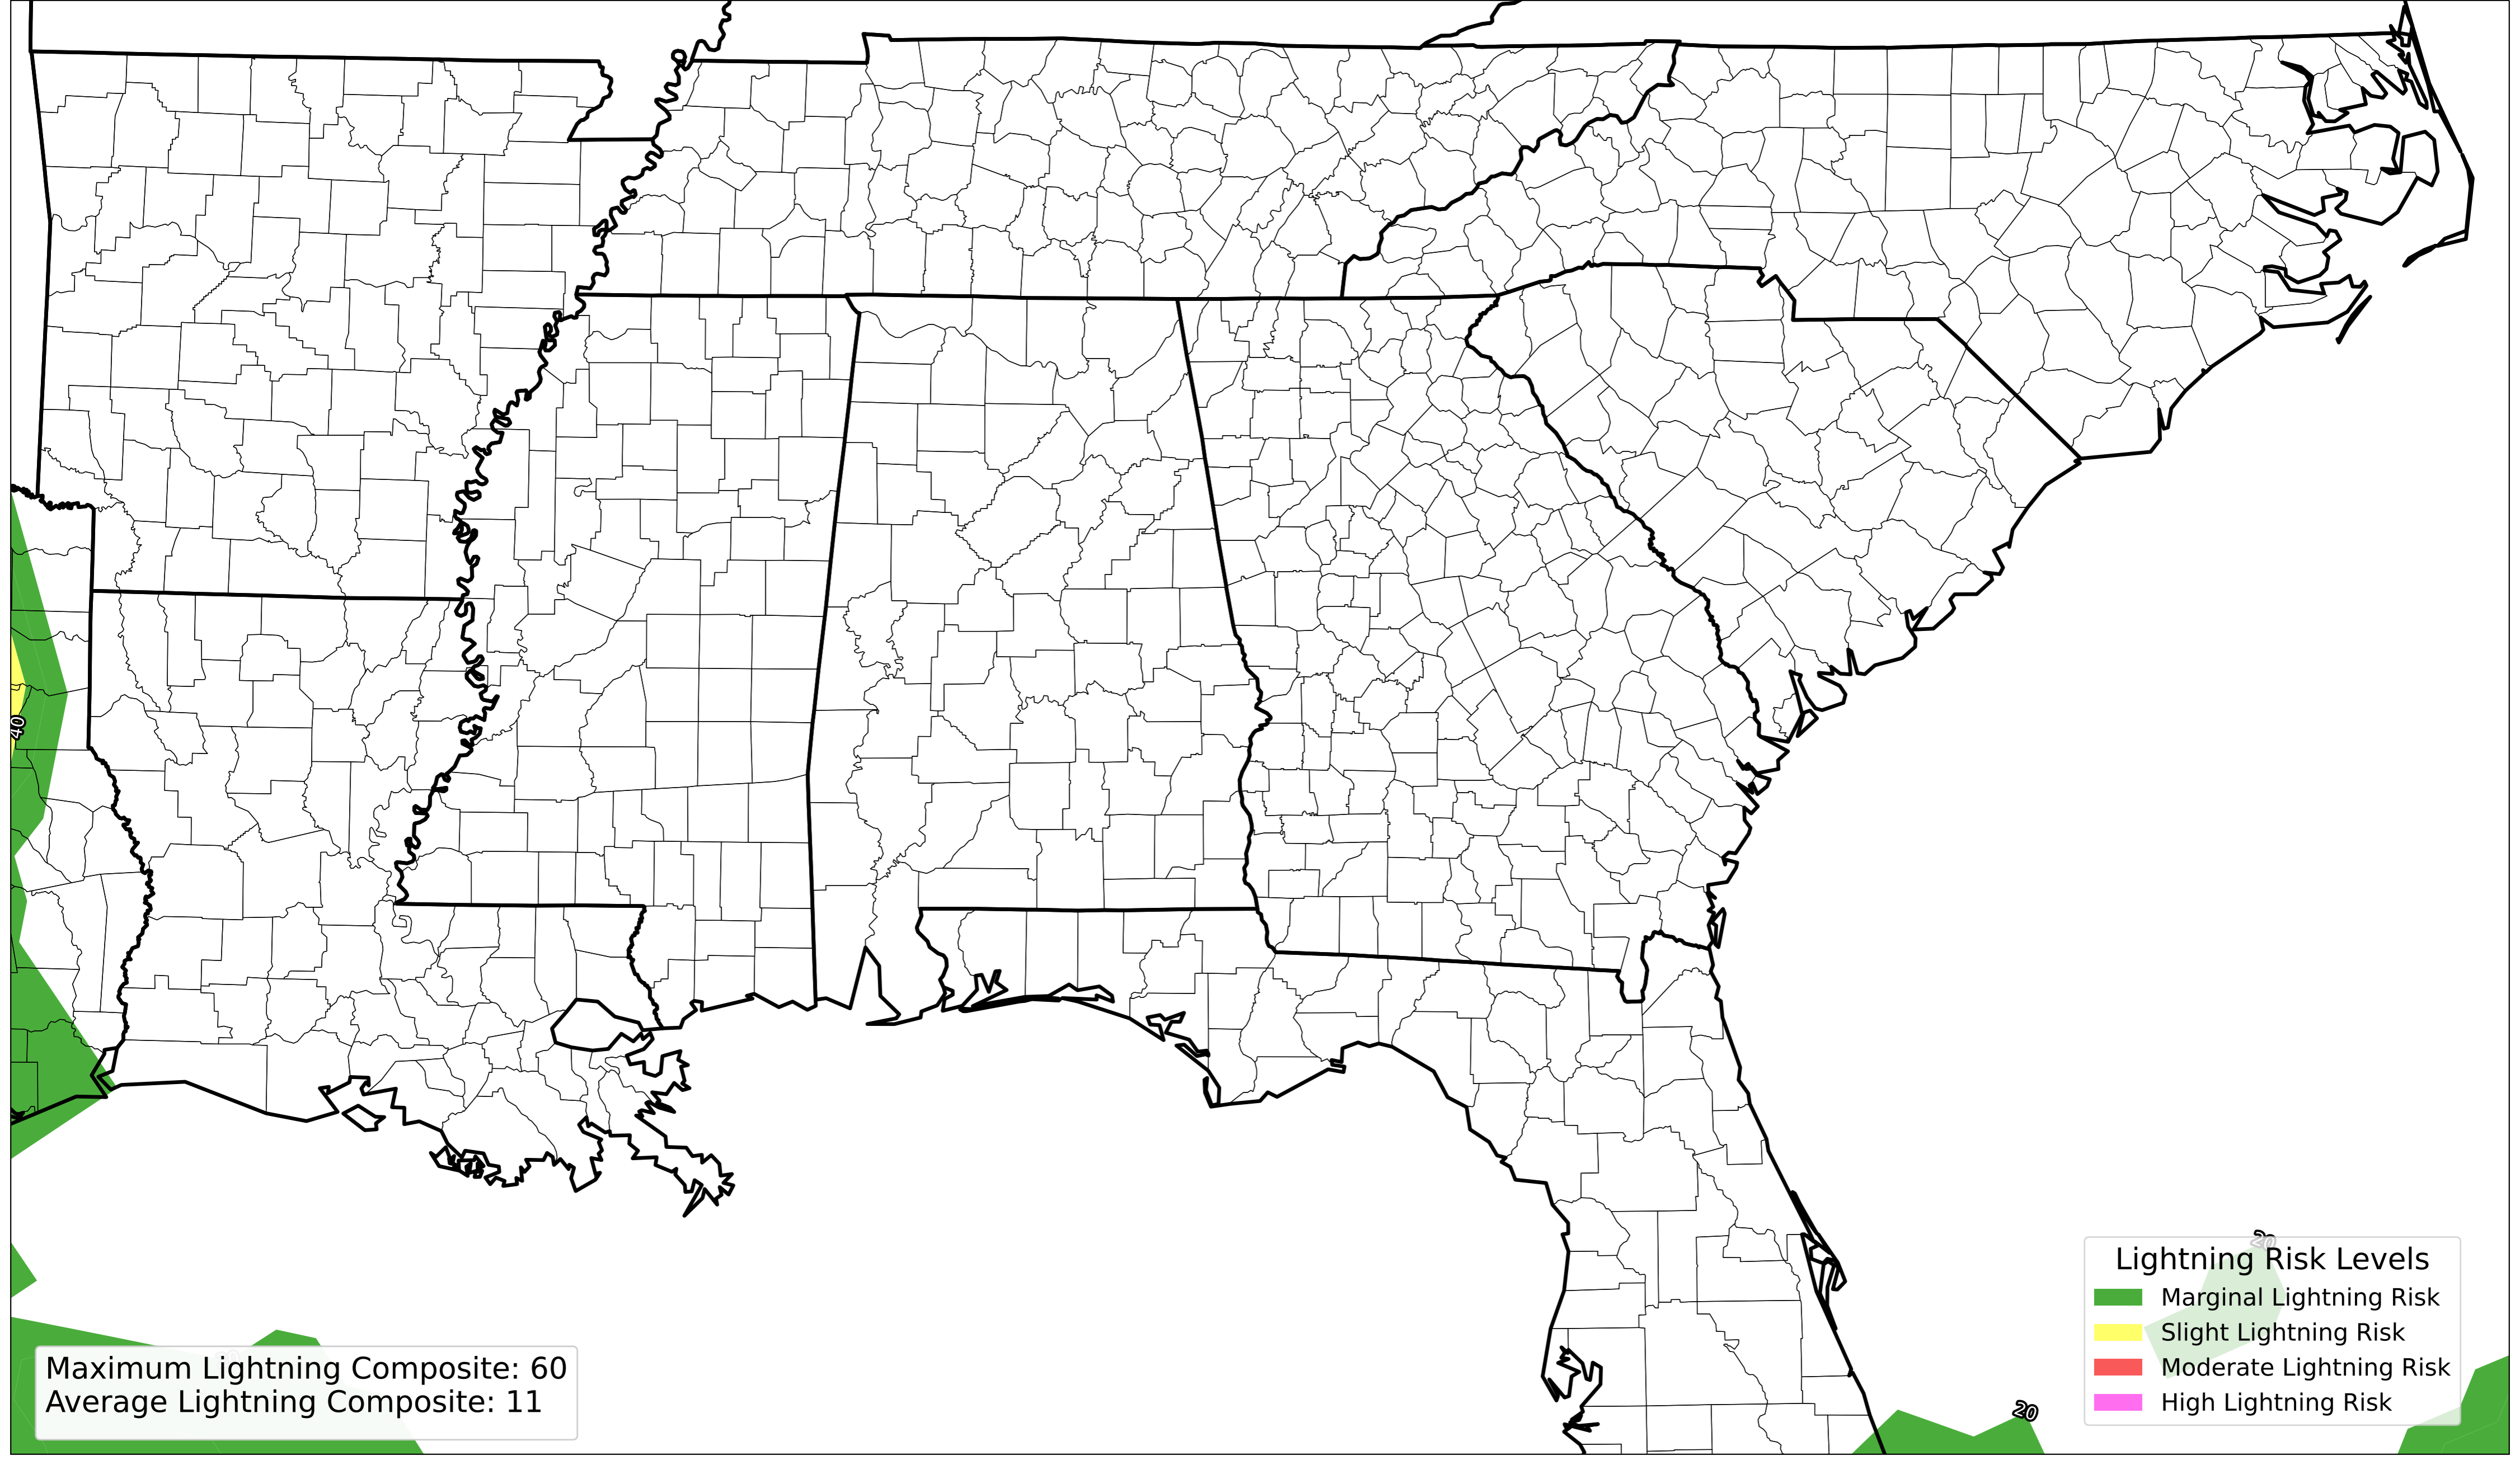 40
20
Lightning Risk Levels
Marginal Lightning Risk
Slight Lightning Risk
Moderate Lightning Risk
High Lightning Risk
Maximum Lightning Composite: 60
Average Lightning Composite: 11
20